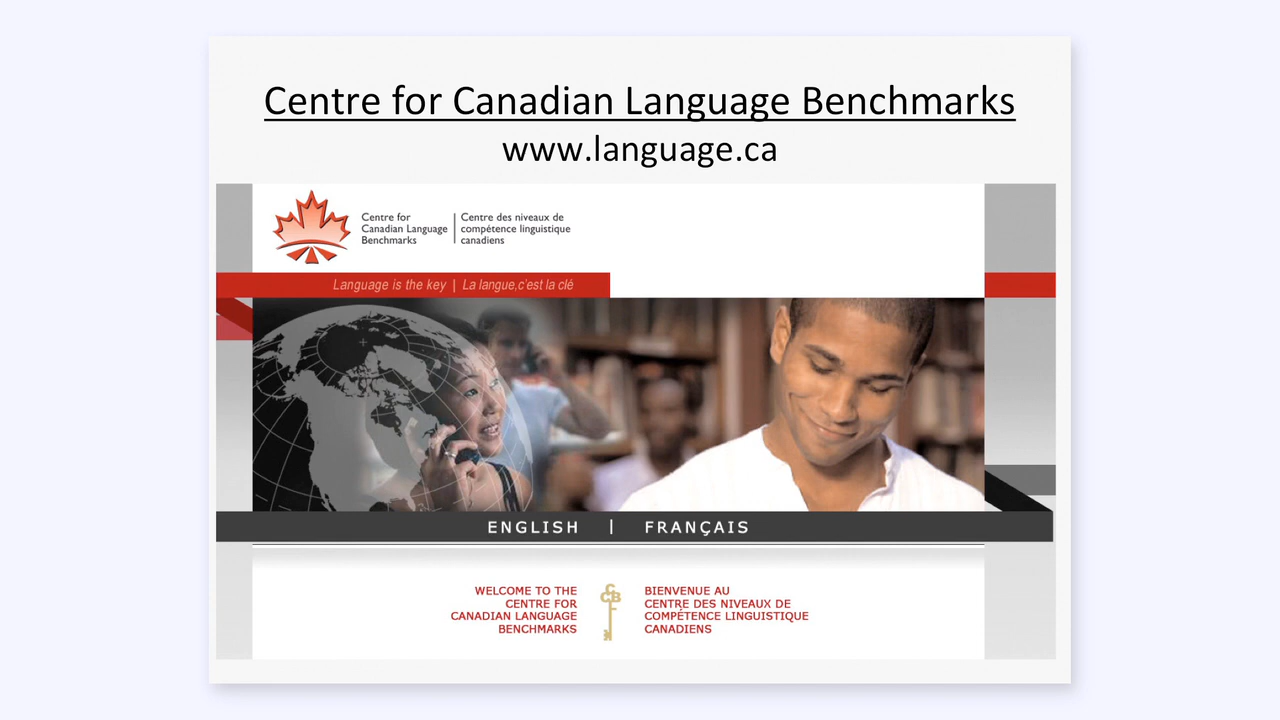 Centre for Canadian Language Benchmarks
www.language.ca
Centre for
Canadian Language
Benchmarks
Centre des niveaux de
compétence linguistique
canadiens
Language is the key | La langue,c'est la clé
ENGLISH | FRANÇAIS
WELCOME TO THE
CENTRE FOR
CANADIAN LANGUAGE
BENCHMARKS
BIENVENUE AU
CENTRE DES NIVEAUX DE
COMPÉTENCE LINGUISTIQUE
CANADIENS